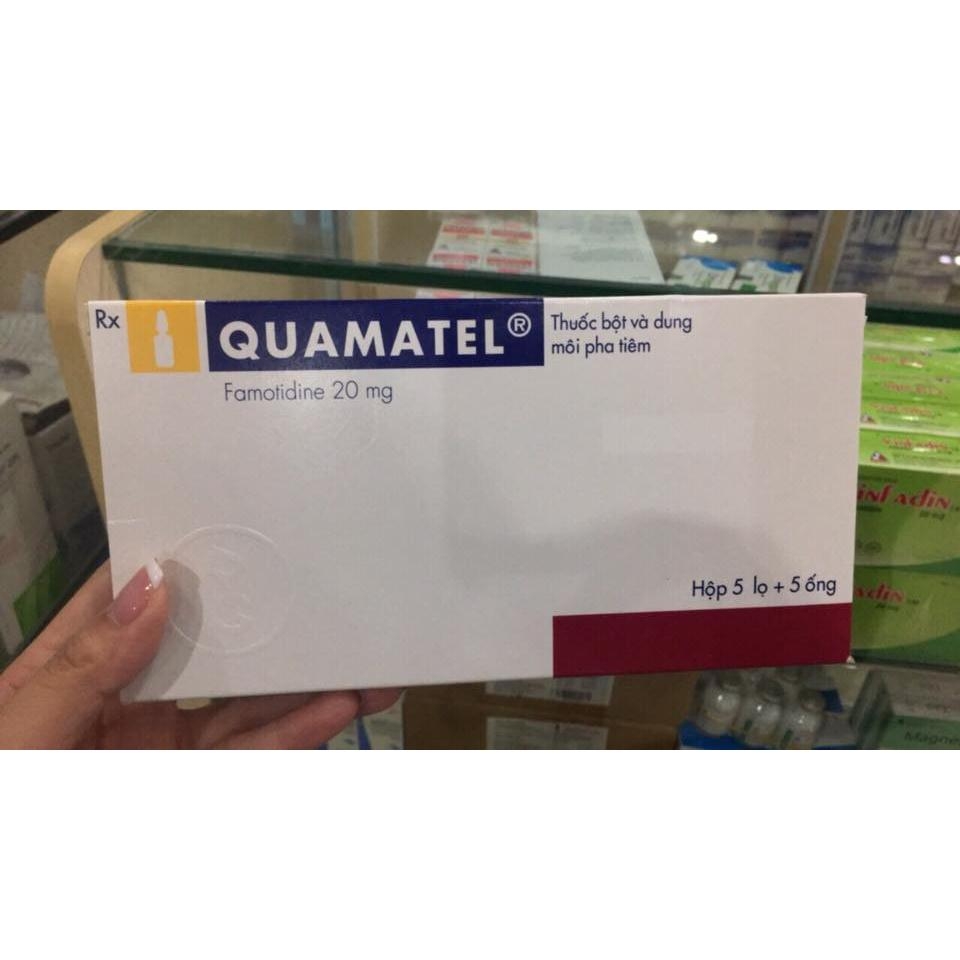 Rx
QUAMATEL®
Thuốc bột và dung
môi pha tiêm
Famotidine 20 mg
Hộp 5 lọ + 5 ống